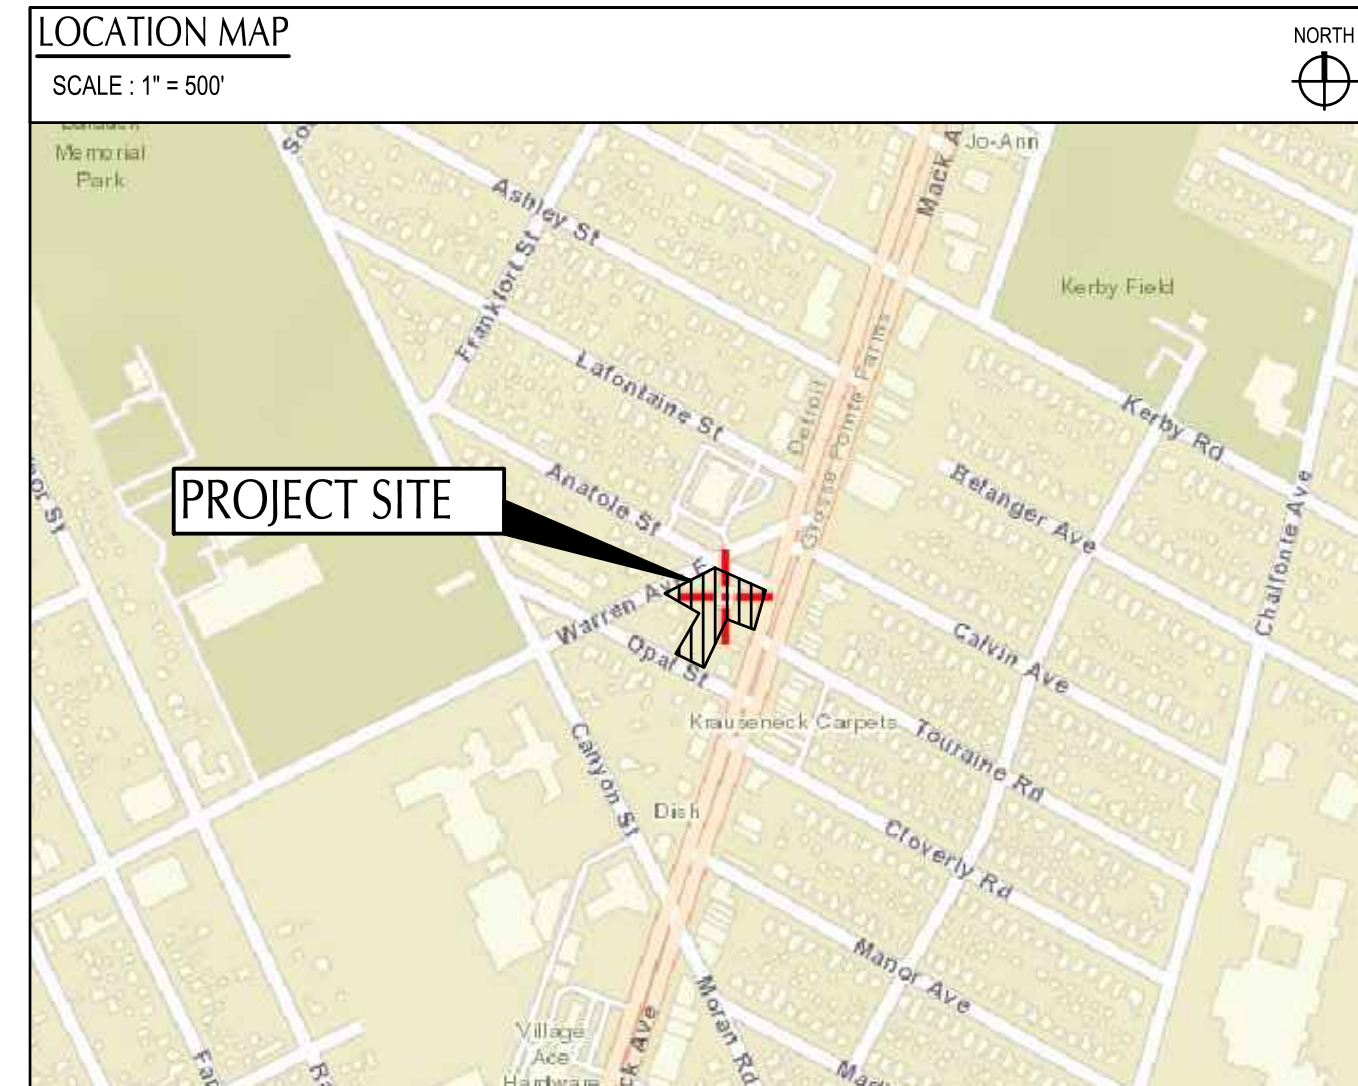 LOCATION MAP
SCALE : 1" = 500'
NORTH
Memorial
Park
Jo-Ann
Ashley St
Frankfort St
Kerby Field
Lafontaine St
Detroit
Grosse Pointe Farms
Kerby Rd
PROJECT SITE
Anatole St
Belanger Ave
Chalfonte Ave
Warren Ave E
Opal St
Calvin Ave
Krauseneck Carpets
Touraine Rd
Canyon St
Dish
Cloverly Rd
Manor Ave
Moran Rd
Village
Ace
Hardware